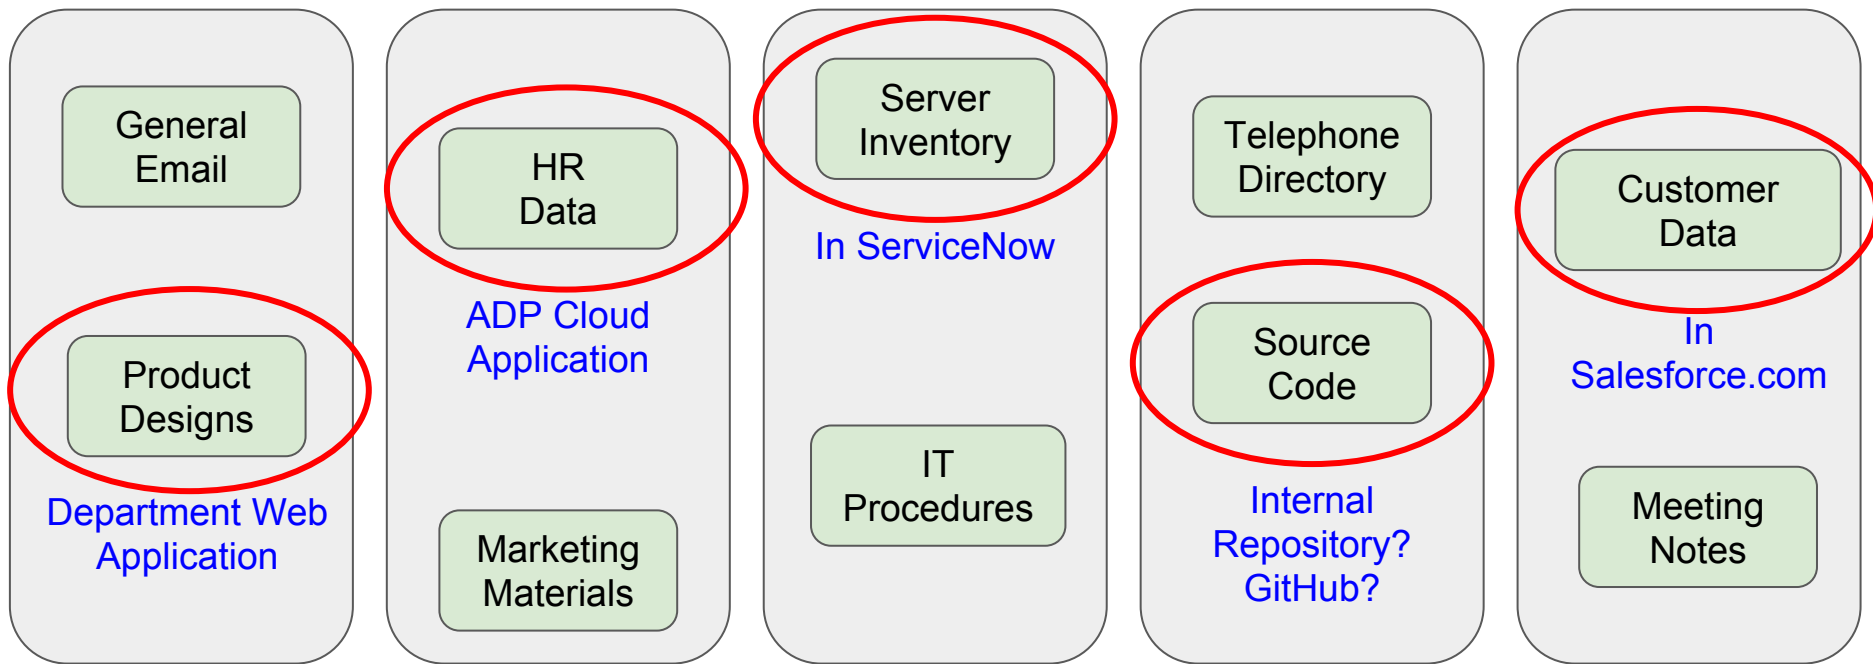 General
Email
Product
Designs
Department Web
Application
HR
Data
ADP Cloud
Application
Marketing
Materials
Server
Inventory
In ServiceNow
IT
Procedures
Telephone
Directory
Source
Code
Internal
Repository?
GitHub?
Customer
Data
In
Salesforce.com
Meeting
Notes